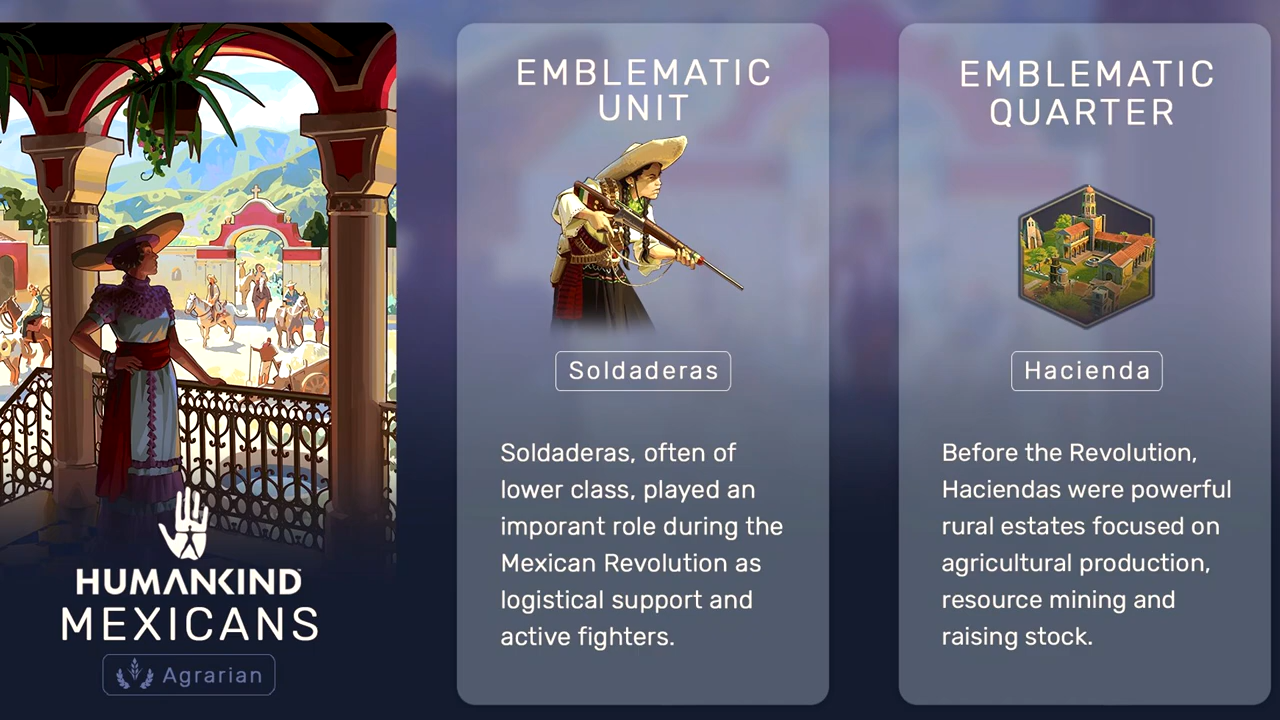 HUMANKIND™
MEXICANS
Agrarian
EMBLEMATIC
UNIT
Soldaderas
Soldaderas, often of
lower class, played an
imporant role during the
Mexican Revolution as
logistical support and
active fighters.
EMBLEMATIC
QUARTER
Hacienda
Before the Revolution,
Haciendas were powerful
rural estates focused on
agricultural production,
resource mining and
raising stock.